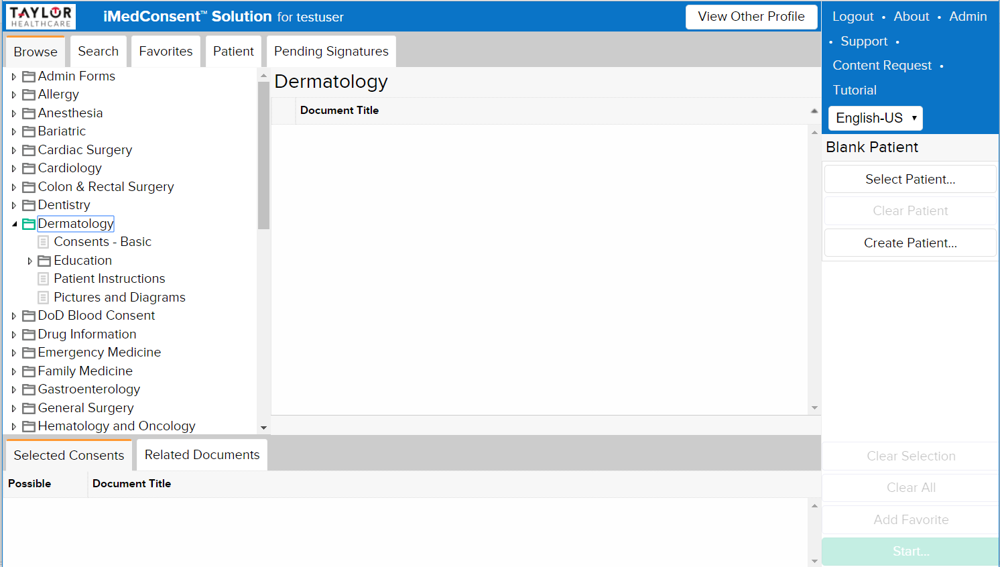 TAYLOR
HEALTHCARE
iMedConsent™ Solution for testuser
View Other Profile
Logout • About • Admin
• Support •
Content Request •
Tutorial
English-US
Browse
Search
Favorites
Patient
Pending Signatures
Admin Forms
Allergy
Anesthesia
Bariatric
Cardiac Surgery
Cardiology
Colon & Rectal Surgery
Dentistry
Dermatology
Consents - Basic
Education
Patient Instructions
Pictures and Diagrams
DoD Blood Consent
Drug Information
Emergency Medicine
Family Medicine
Gastroenterology
General Surgery
Hematology and Oncology
Dermatology
Document Title
Blank Patient
Select Patient...
Clear Patient
Create Patient...
Selected Consents
Related Documents
Possible
Document Title
Clear Selection
Clear All
Add Favorite
Start...